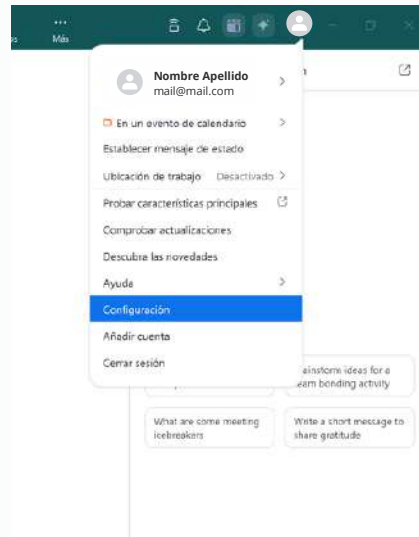 Más
Nombre Apellido
mail@mail.com
En un evento de calendario
Establecer mensaje de estado
Ubicación de trabajo Desactivado
Probar características principales
Comprobar actualizaciones
Descubra las novedades
Ayuda
Configuración
Añadir cuenta
Cerrar sesión
ideas for a
bonding activity
What are some meeting
icebreakers
Write a short message to
share gratitude